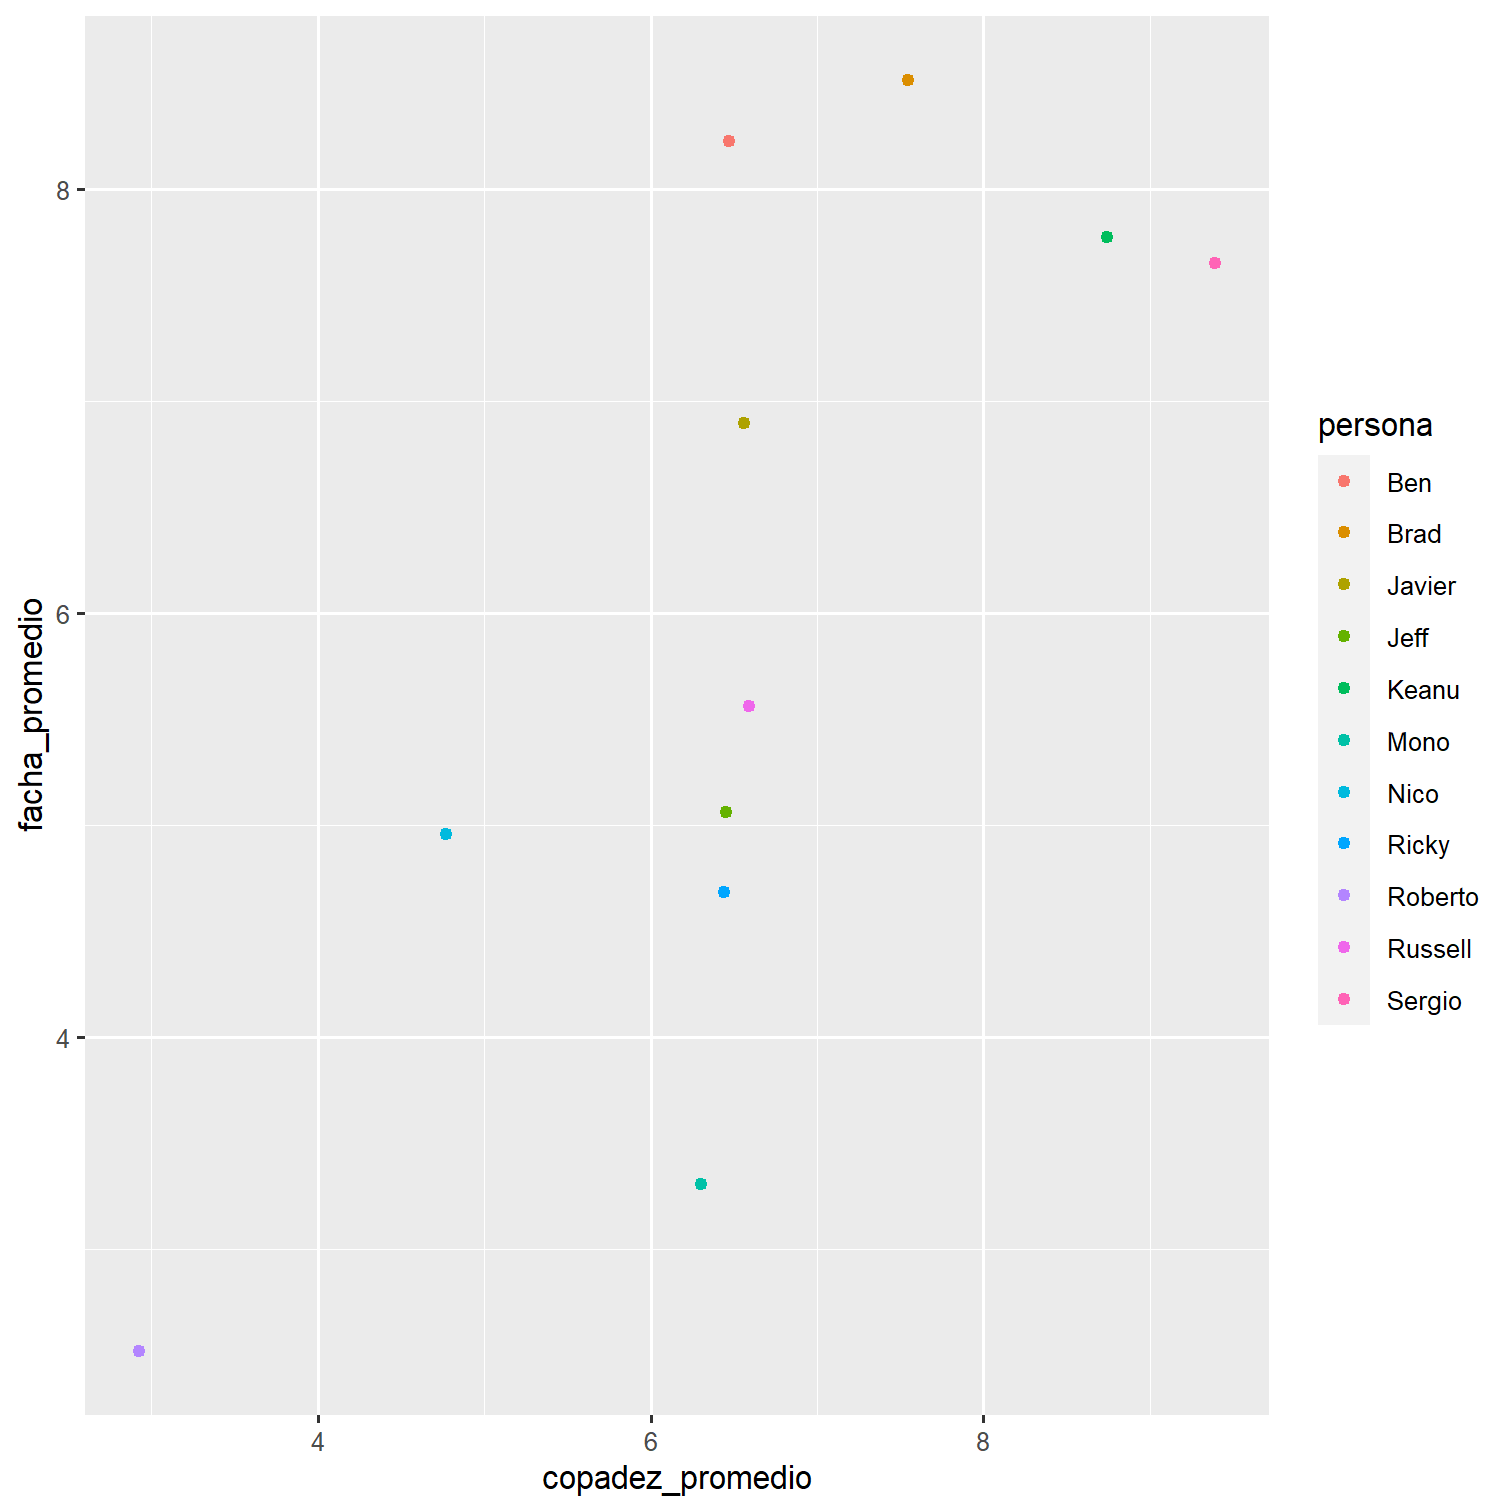 8
6
4
facha_promedio
4
6
8
copadez_promedio
persona
Ben
Brad
Javier
Jeff
Keanu
Mono
Nico
Ricky
Roberto
Russell
Sergio